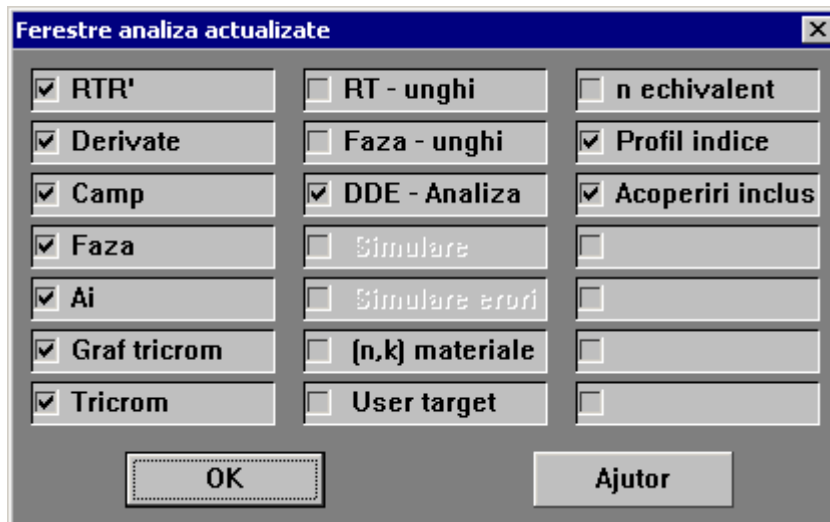 Ferestre analiza actualizate
RTR' RT - unghi n echivalent
Derivate Faza - unghi Profil indice
Camp DDE - Analiza Acoperiri inclus
Faza Simulare
Ai Simulare erori
Graf tricrom (n,k) materiale
Tricrom User target
OK Ajutor